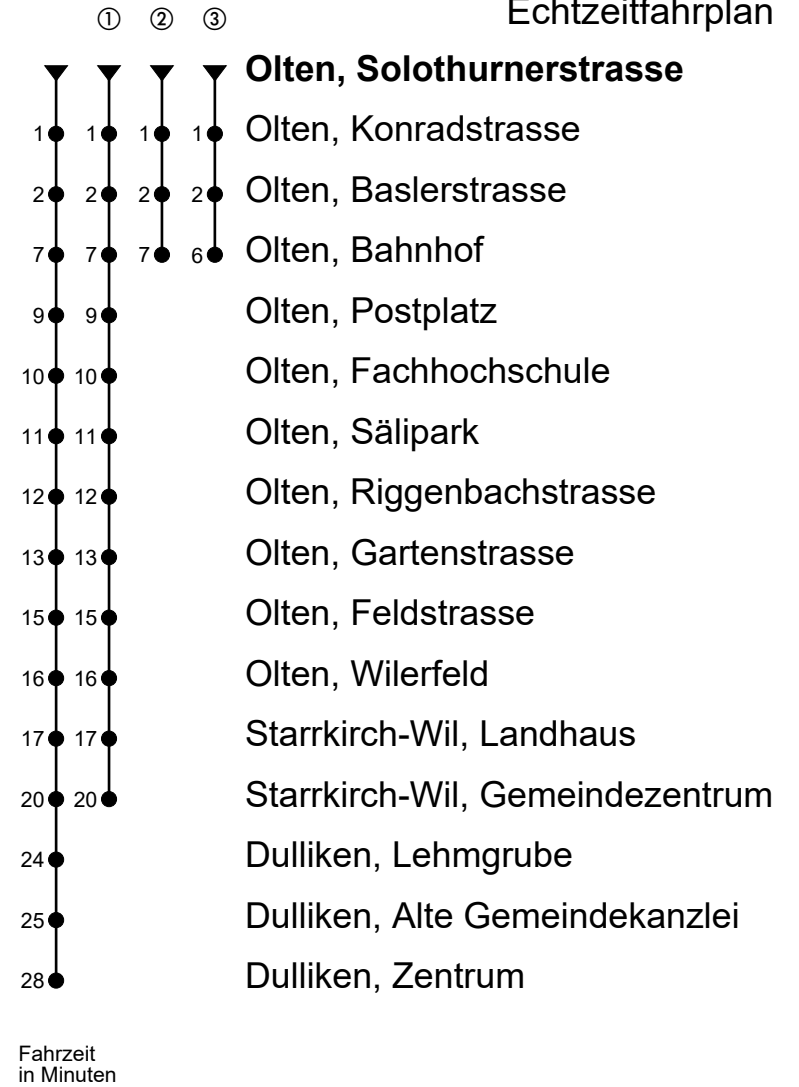 Echtzeitfahrplan
① ② ③
Olten, Solothurnerstrasse
1 1 1 1 Olten, Konradstrasse
2 2 2 2 Olten, Baslerstrasse
7 7 7 6 Olten, Bahnhof
9 9 Olten, Postplatz
10 10 Olten, Fachhochschule
11 11 Olten, Sälipark
12 12 Olten, Riggenbachstrasse
13 13 Olten, Gartenstrasse
15 15 Olten, Feldstrasse
16 16 Olten, Wilerfeld
17 17 Starrkirch-Wil, Landhaus
20 20 Starrkirch-Wil, Gemeindezentrum
24 Dulliken, Lehmgrube
25 Dulliken, Alte Gemeindekanzlei
28 Dulliken, Zentrum
Fahrzeit
in Minuten